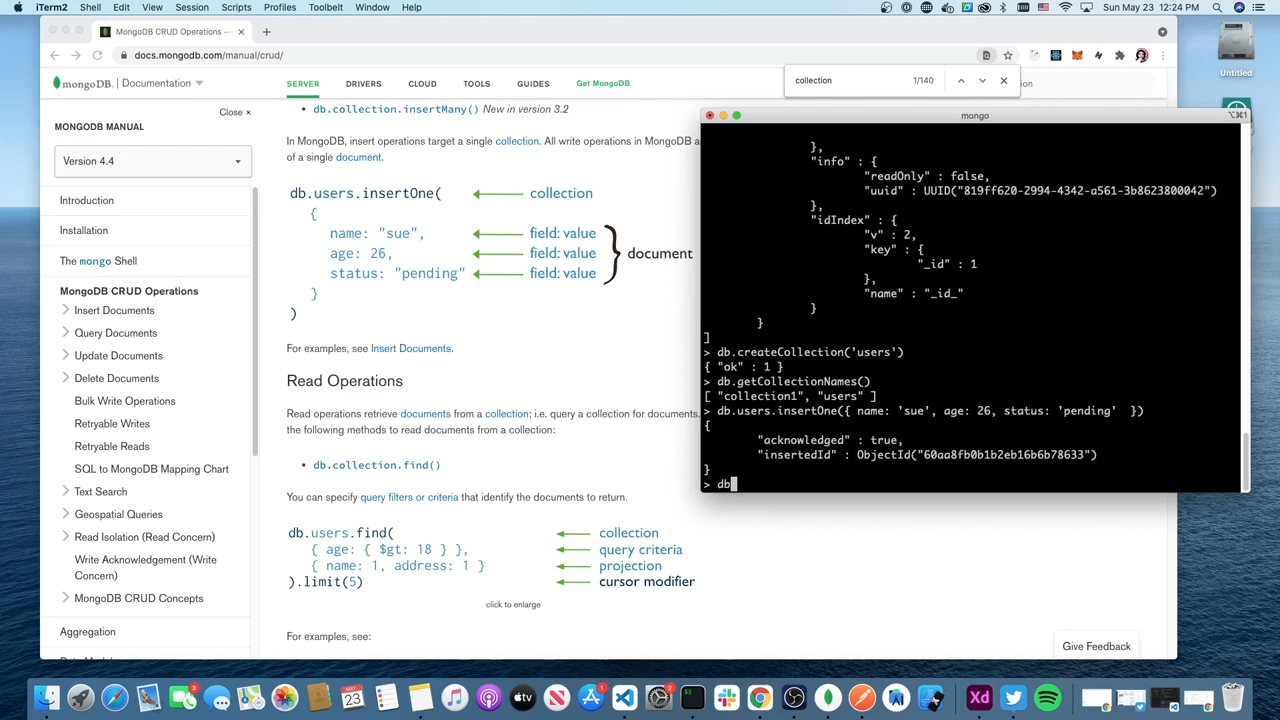 iTerm2 Shell Edit View Session Scripts Profiles Toolbelt Window Help Sun May 23 12:24 PM
MongoDB CRUD Operations —
docs.mongodb.com/manual/crud/
Untitled
mongoDB. Documentation
SERVER DRIVERS CLOUD TOOLS GUIDES Get MongoDB
collection 1/140
Close ×
MONGODB MANUAL
Version 4.4
Introduction
Installation
The mongo Shell
MongoDB CRUD Operations
Insert Documents
Query Documents
Update Documents
Delete Documents
Bulk Write Operations
Retryable Writes
Retryable Reads
SQL to MongoDB Mapping Chart
Text Search
Geospatial Queries
Read Isolation (Read Concern)
Write Acknowledgement (Write
Concern)
MongoDB CRUD Concepts
Aggregation
db.collection.insertMany() New in version 3.2
In MongoDB, insert operations target a single collection. All write operations in MongoDB a
of a single document.
db.users.insertOne( collection
{
name: "sue", field: value
age: 26, field: value
status: "pending" field: value
} document
)
For examples, see Insert Documents.
Read Operations
Read operations retrieve documents from a collection; i.e. query a collection for documents.
the following methods to read documents from a collection:
db.collection.find()
You can specify query filters or criteria that identify the documents to return.
db.users.find( collection
{ age: { $gt: 18 } }, query criteria
{ name: 1, address: 1 } projection
).limit(5) cursor modifier
click to enlarge
For examples, see:
Give Feedback
mongo
⌥⌘1
},
"info" : {
"readOnly" : false,
"uuid" : UUID("819ff620-2994-4342-a561-3b8623800042")
},
"idIndex" : {
"v" : 2,
"key" : {
"_id" : 1
},
"name" : "_id_"
}
}
]
> db.createCollection('users')
{ "ok" : 1 }
> db.getCollectionNames()
[ "collection1", "users" ]
> db.users.insertOne({ name: 'sue', age: 26, status: 'pending'  })
{
"acknowledged" : true,
"insertedId" : ObjectId("60aa8fb0b1b2eb16b6b78633")
}
> db